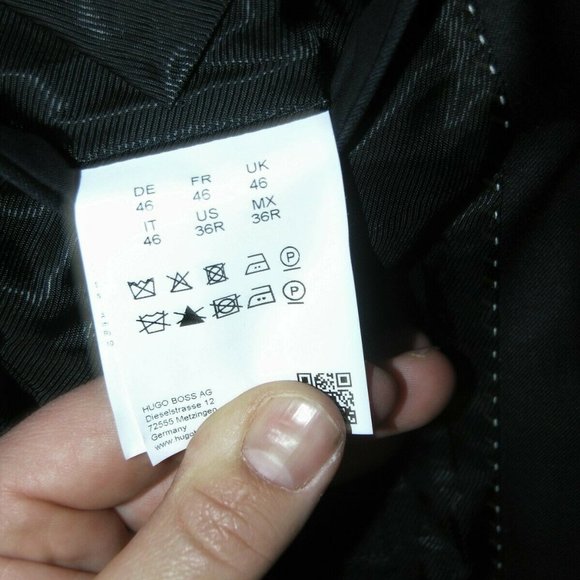 DE FR UK
46 46 46
IT US MX
46 36R 36R
P
P
HUGO BOSS AG
Dieselstrasse 12
72555 Metzingen
Germany